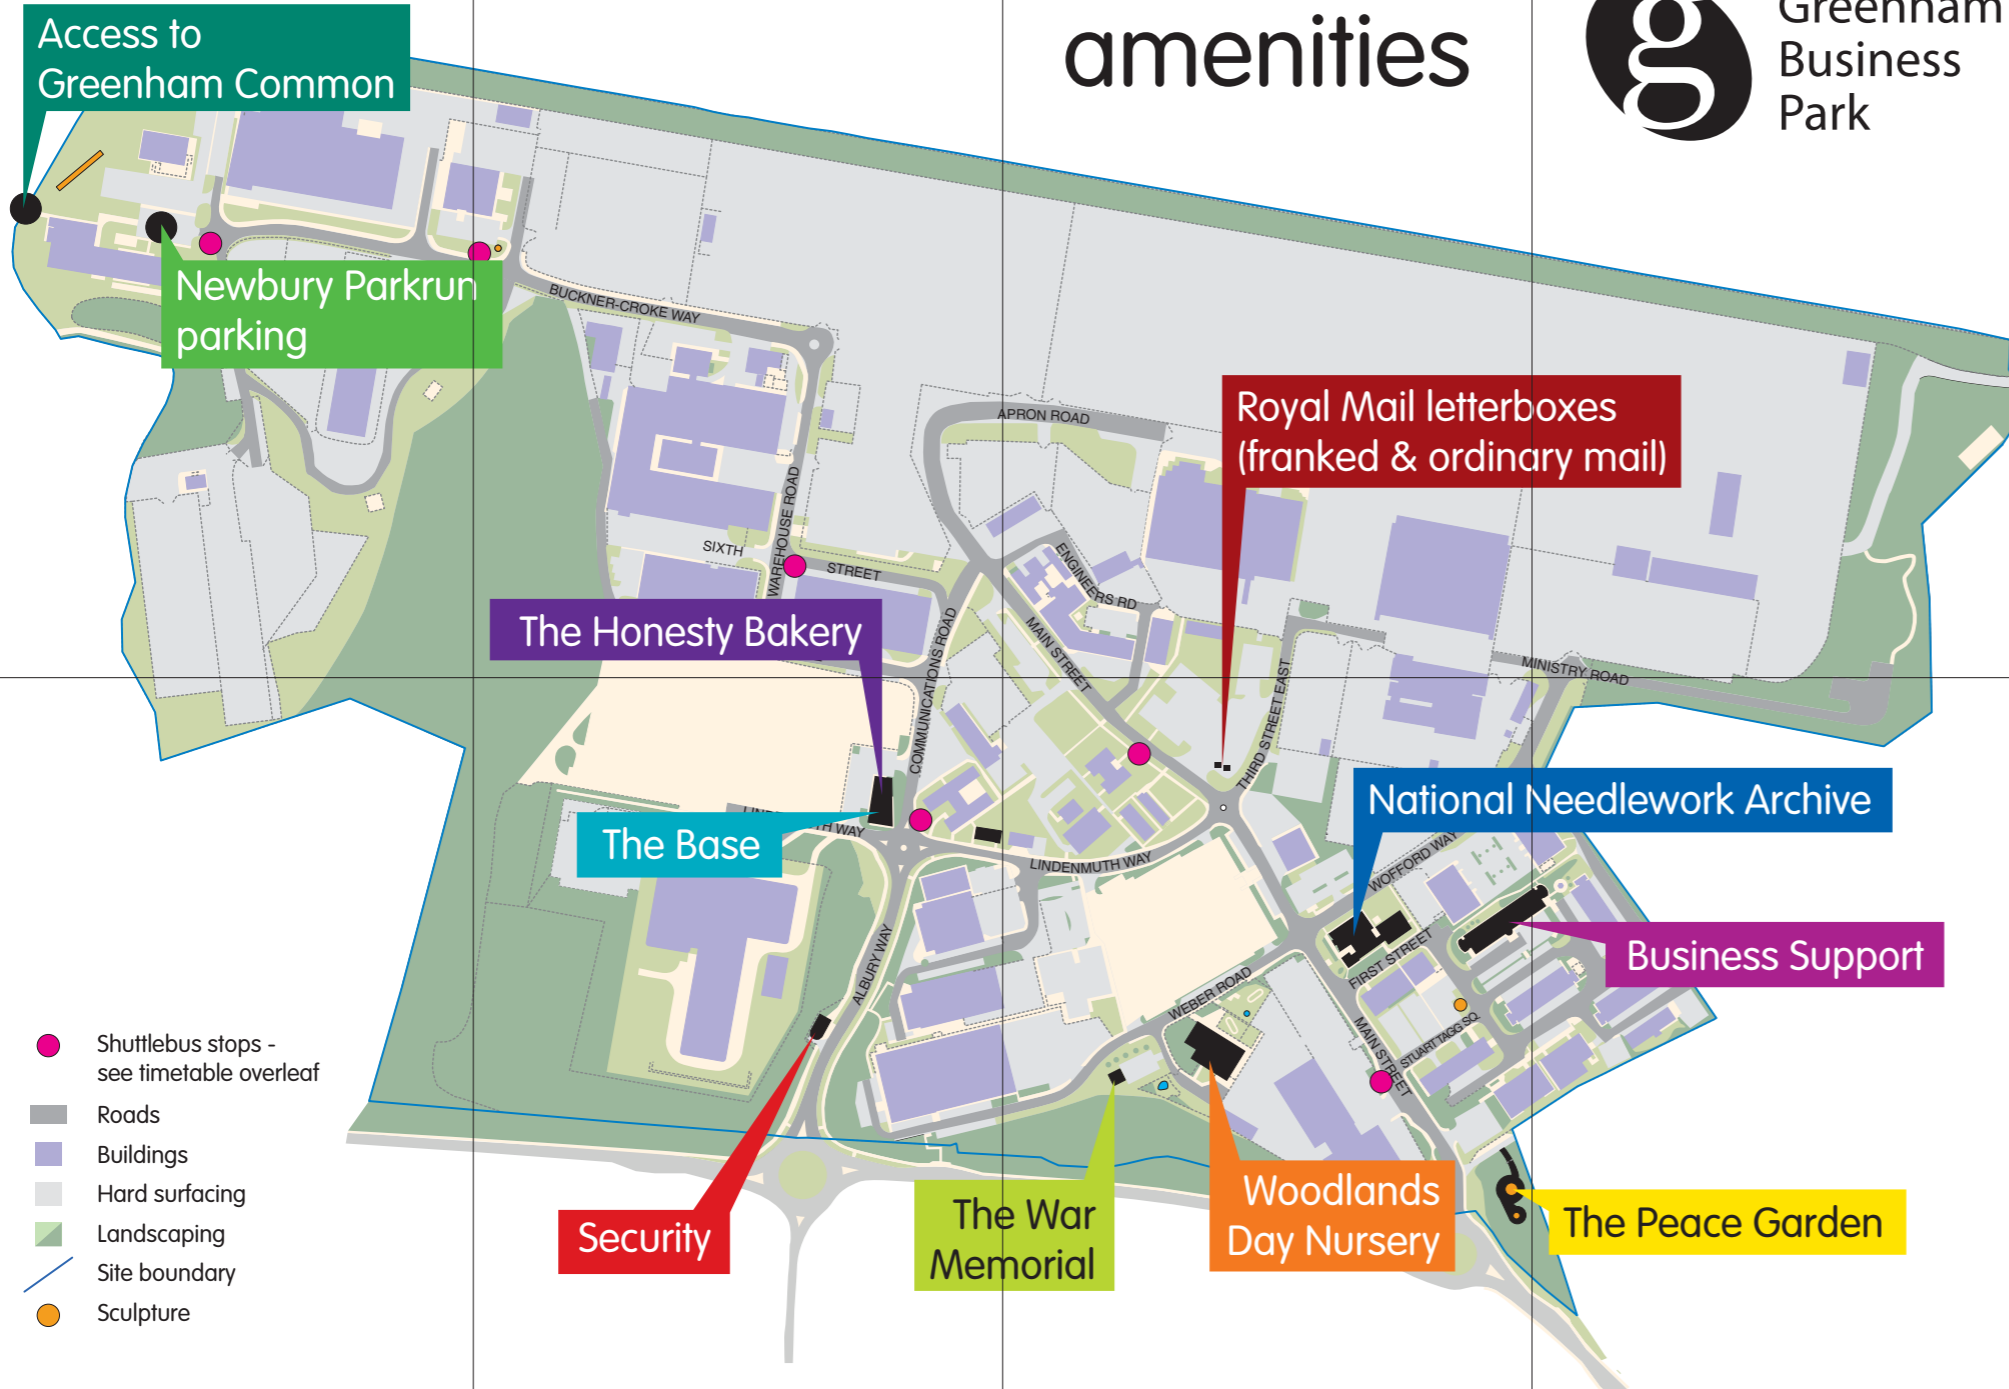 Access to
Greenham Common
amenities
Greenham
Business
Park
g
Newbury Parkrun
parking
BUCKNER-CROKE WAY
Royal Mail letterboxes
(franked & ordinary mail)
APRON ROAD
WAREHOUSE ROAD
SIXTH
STREET
ENGINEERS RD
The Honesty Bakery
COMMUNICATIONS ROAD
MAIN STREET
THIRD STREET EAST
MINISTRY ROAD
National Needlework Archive
The Base
LINDENMUTH WAY
LINDENMUTH WAY
WOFFORD WAY
Business Support
ALBURY WAY
WEBER ROAD
FIRST STREET
MAIN STREET
STUART TAGG SQ.
Shuttlebus stops -
see timetable overleaf
Roads
Buildings
Hard surfacing
Landscaping
Site boundary
Sculpture
Security
The War
Memorial
Woodlands
Day Nursery
The Peace Garden